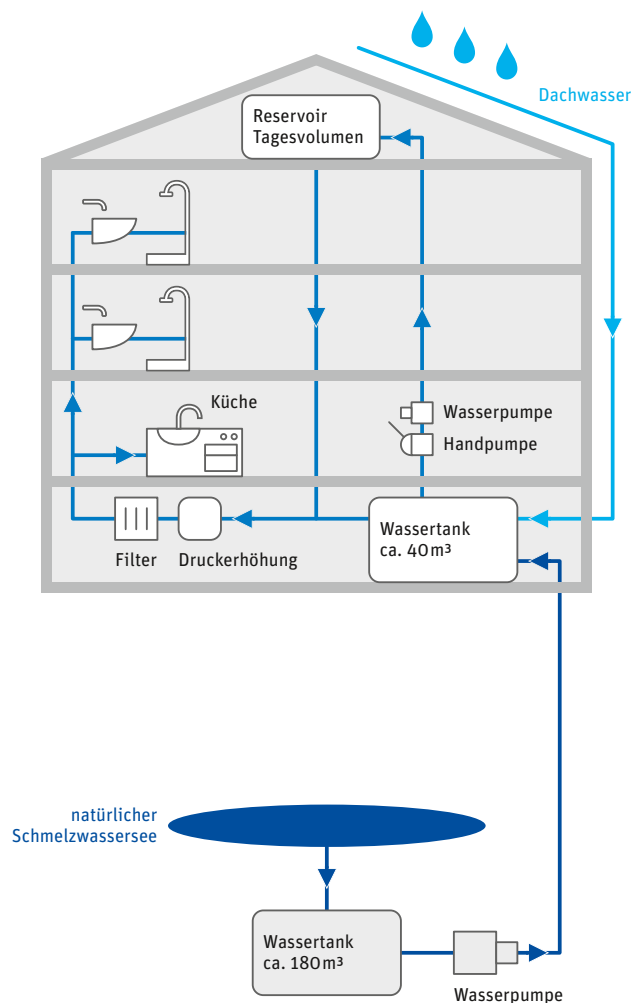 Dachwasser
Reservoir
Tagesvolumen
Küche
Wasserpumpe
Handpumpe
Filter
Druckerhöhung
Wassertank
ca. 40m³
natürlicher
Schmelzwassersee
Wassertank
ca. 180m³
Wasserpumpe